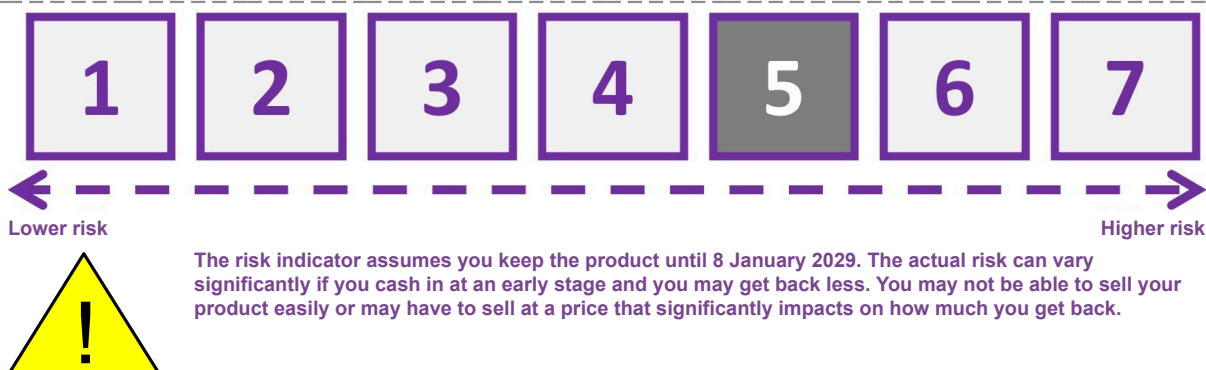 1 2 3 4 5 6 7
Lower risk Higher risk
The risk indicator assumes you keep the product until 8 January 2029. The actual risk can vary
significantly if you cash in at an early stage and you may get back less. You may not be able to sell your
product easily or may have to sell at a price that significantly impacts on how much you get back.
!